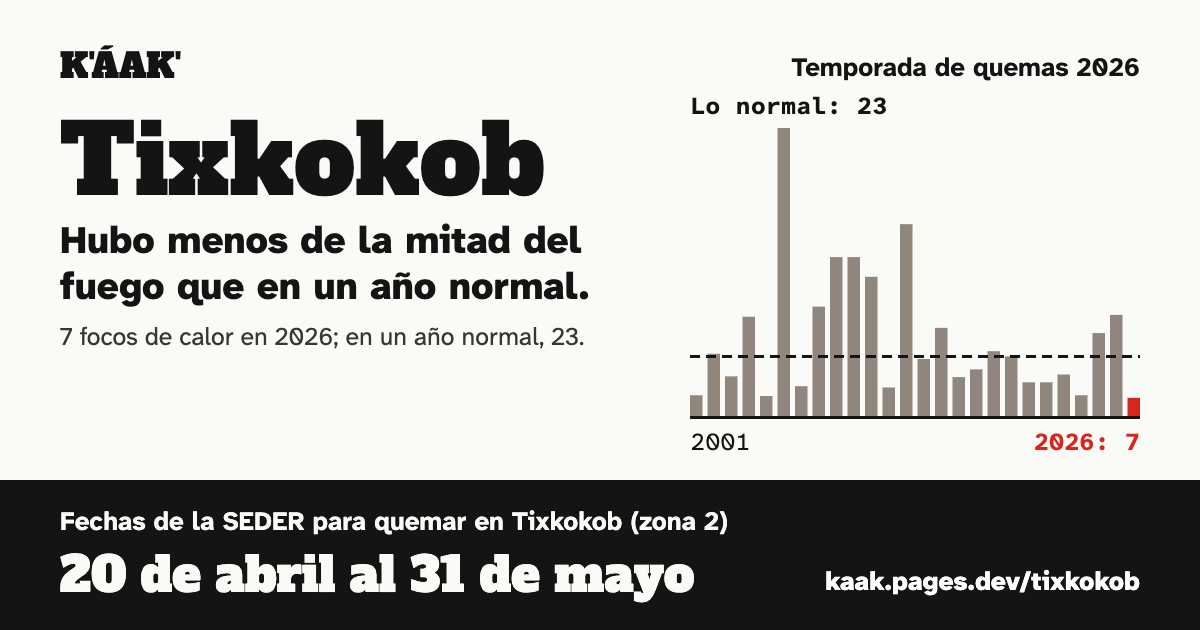 K'ÁAK'
Tixkokob
Hubo menos de la mitad del
fuego que en un año normal.
7 focos de calor en 2026; en un año normal, 23.
Temporada de quemas 2026
Lo normal: 23
2001
2026: 7
Fechas de la SEDER para quemar en Tixkokob (zona 2)
20 de abril al 31 de mayo
kaak.pages.dev/tixkokob